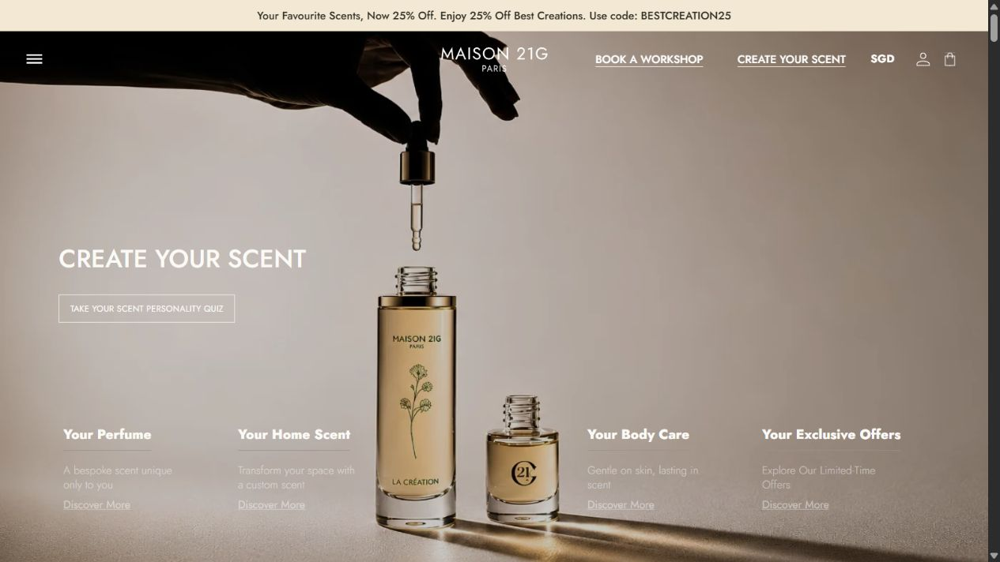 Your Favourite Scents, Now 25% Off. Enjoy 25% Off Best Creations. Use code: BESTCREATION25
MAISON 21G
PARIS
BOOK A WORKSHOP
CREATE YOUR SCENT
SGD
CREATE YOUR SCENT
TAKE YOUR SCENT PERSONALITY QUIZ
MAISON 21G
PARIS
LA CRÉATION
21
Your Perfume
A bespoke scent unique
only to you
Discover More
Your Home Scent
Transform your space with
a custom scent
Discover More
Your Body Care
Gentle on skin, lasting in
scent
Discover More
Your Exclusive Offers
Explore Our Limited-Time
Offers
Discover More